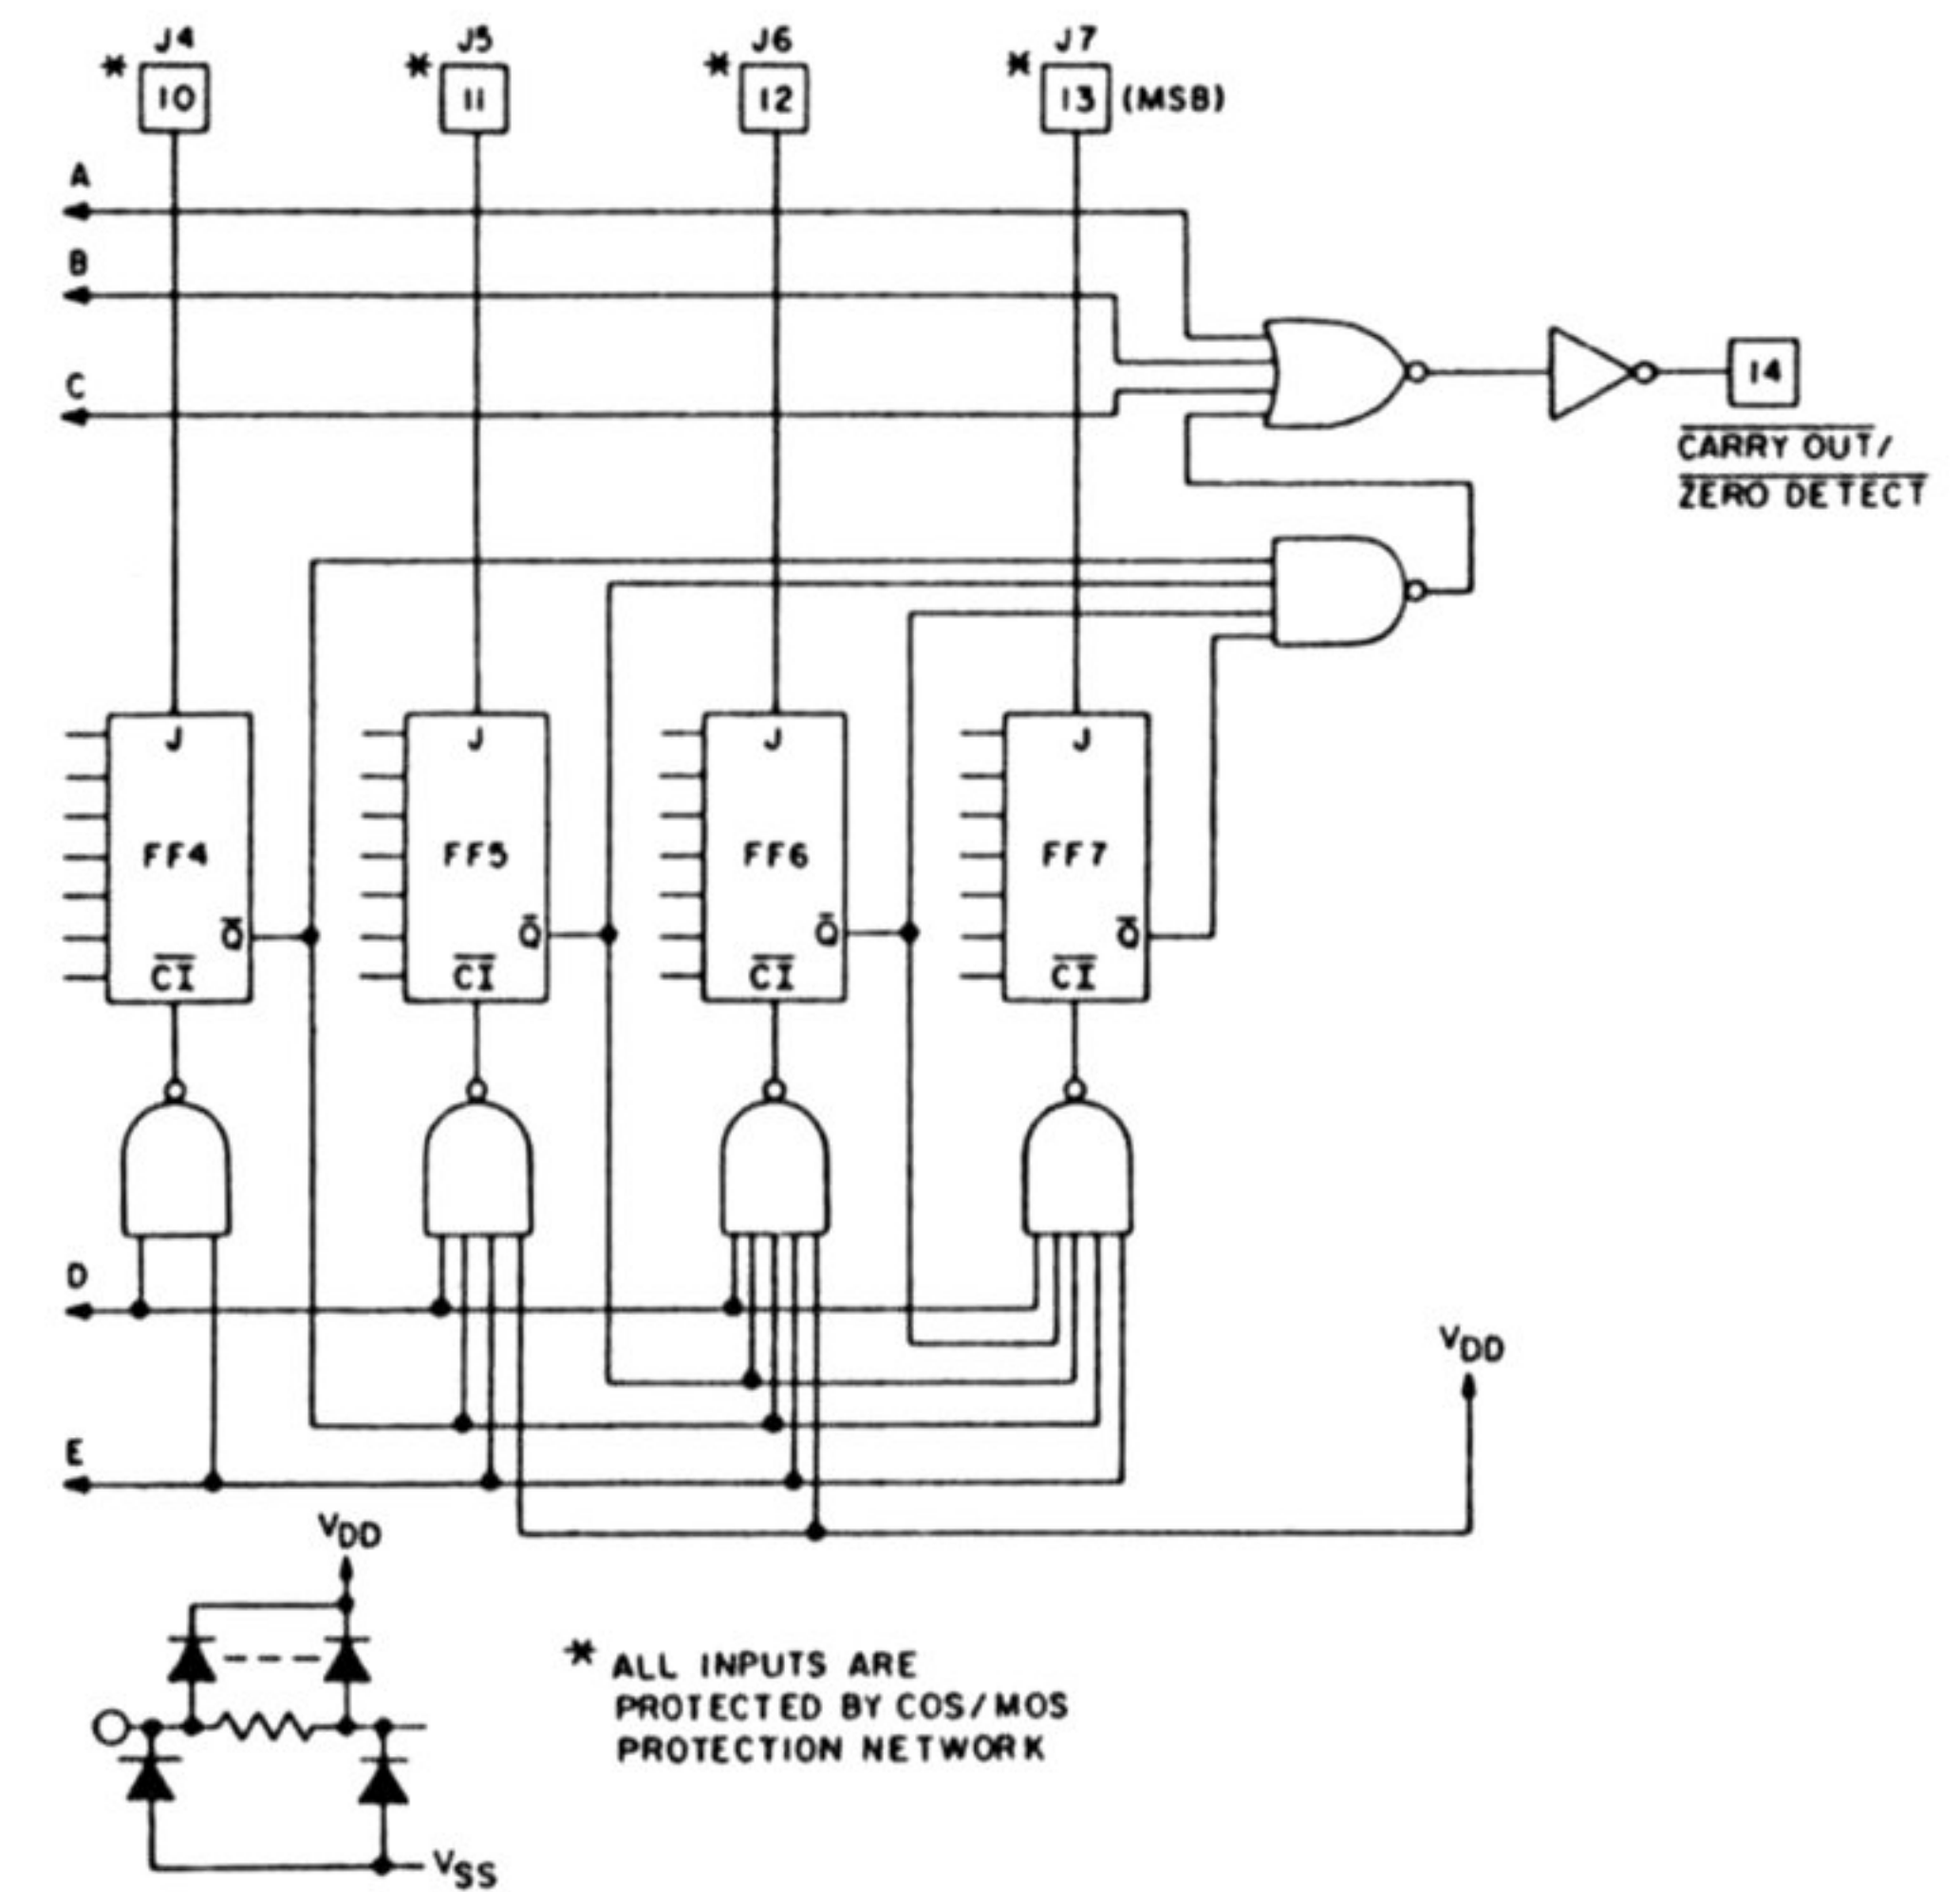 J4
J5
J6
J7
* 10
* 11
* 12
* 13 (MSB)
A
B
C
14
CARRY OUT/
ZERO DETECT
J
J
J
J
FF4
FF5
FF6
FF7
Q̅
Q̅
Q̅
Q̅
C̅I̅
C̅I̅
C̅I̅
C̅I̅
D
VDD
E
VDD
* ALL INPUTS ARE
PROTECTED BY COS/MOS
PROTECTION NETWORK
VSS